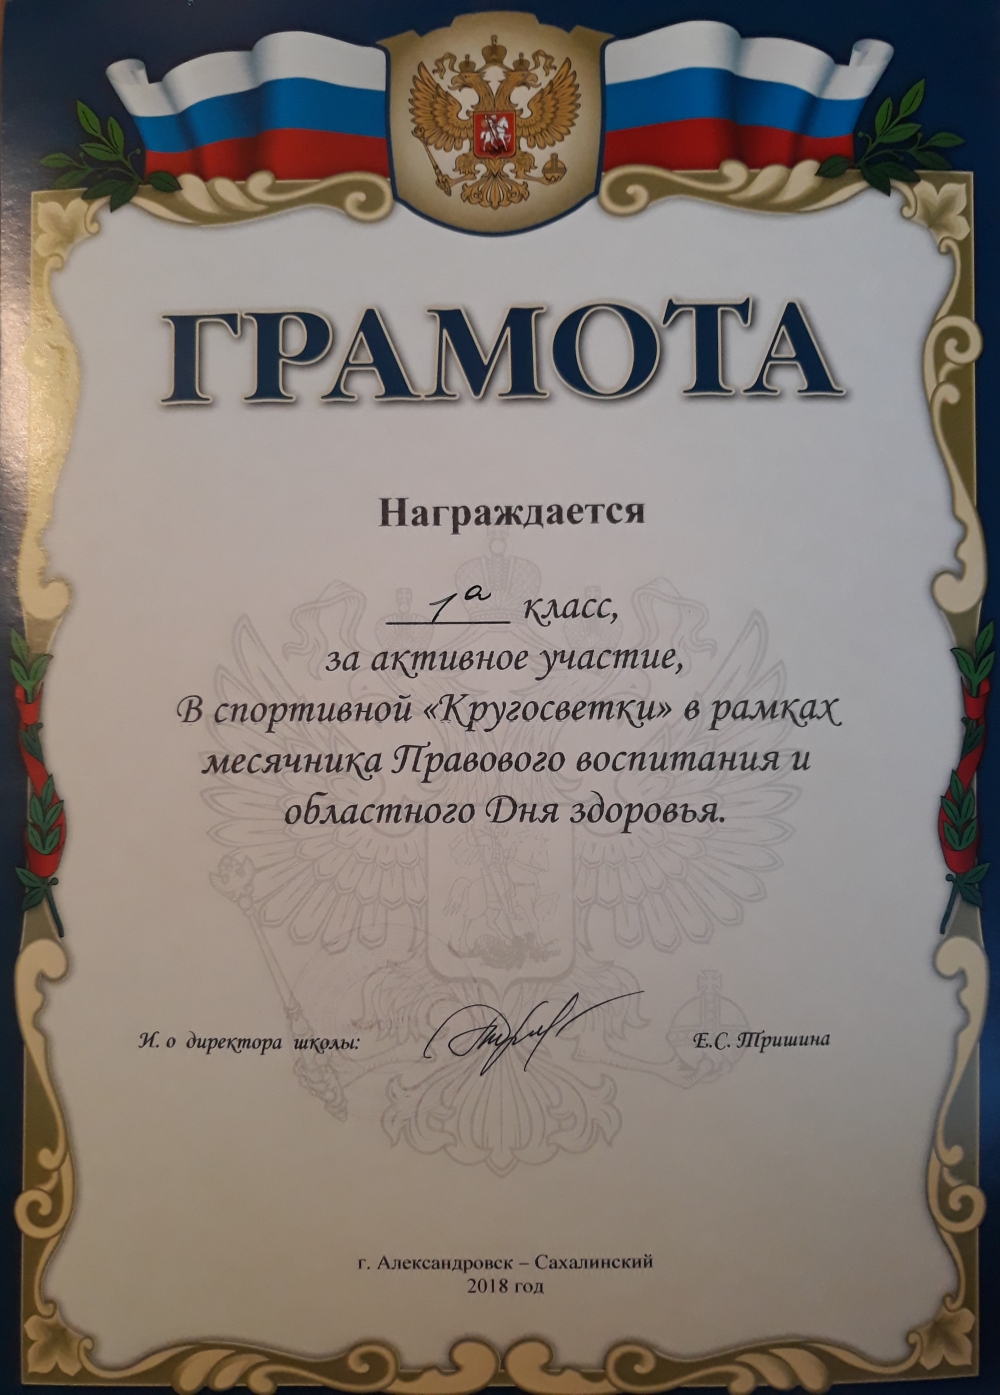 ГРАМОТА
Награждается
1а класс,
за активное участие,
В спортивной «Кругосветки» в рамках
месячника Правового воспитания и
областного Дня здоровья.
И. о директора школы: Е.С. Тришина
г. Александровск – Сахалинский
2018 год